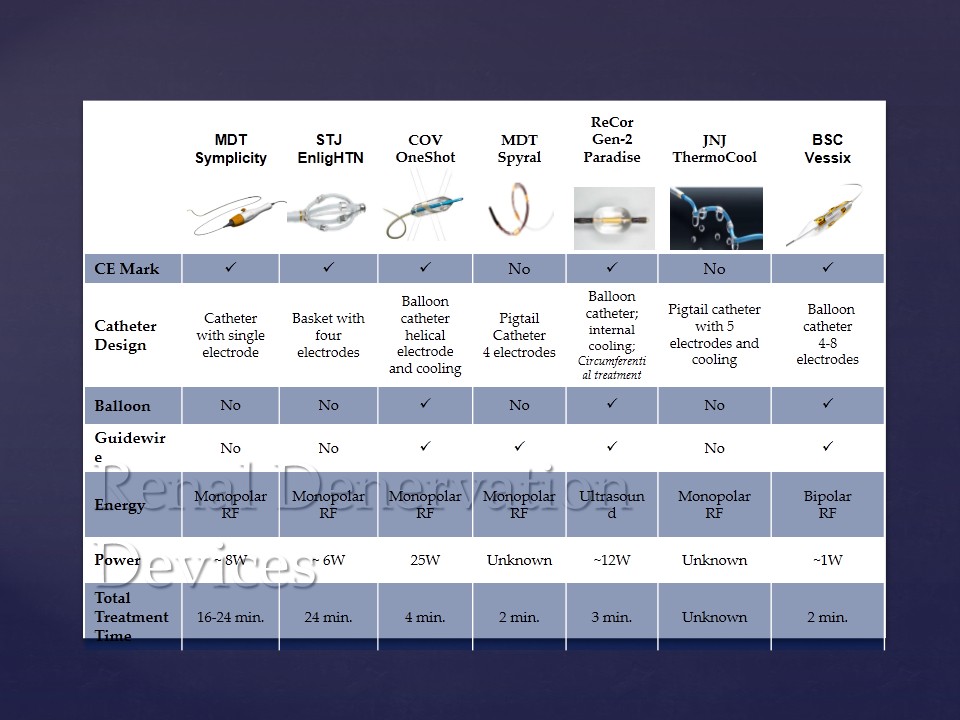 MDT
Symplicity
STJ
EnligHTN
COV
OneShot
MDT
Spyral
ReCor
Gen-2
Paradise
JNJ
ThermoCool
BSC
Vessix
CE Mark ✓ ✓ ✓ No ✓ No ✓
Catheter
Design
Catheter
with single
electrode
Basket with
four
electrodes
Balloon
catheter
helical
electrode
and cooling
Pigtail
Catheter
4 electrodes
Balloon
catheter;
internal
cooling;
Circumferenti
al treatment
Pigtail catheter
with 5
electrodes and
cooling
Balloon
catheter
4-8
electrodes
Balloon No No ✓ No ✓ No ✓
Guidewir
e
No No ✓ ✓ ✓ No ✓
Renal Denervation
Devices
Energy
Monopolar
RF
Monopolar
RF
Monopolar
RF
Monopolar
RF
Ultrasoun
d
Monopolar
RF
Bipolar
RF
Power ~ 8W ~ 6W 25W Unknown ~12W Unknown ~1W
Total
Treatment
Time
16-24 min. 24 min. 4 min. 2 min. 3 min. Unknown 2 min.